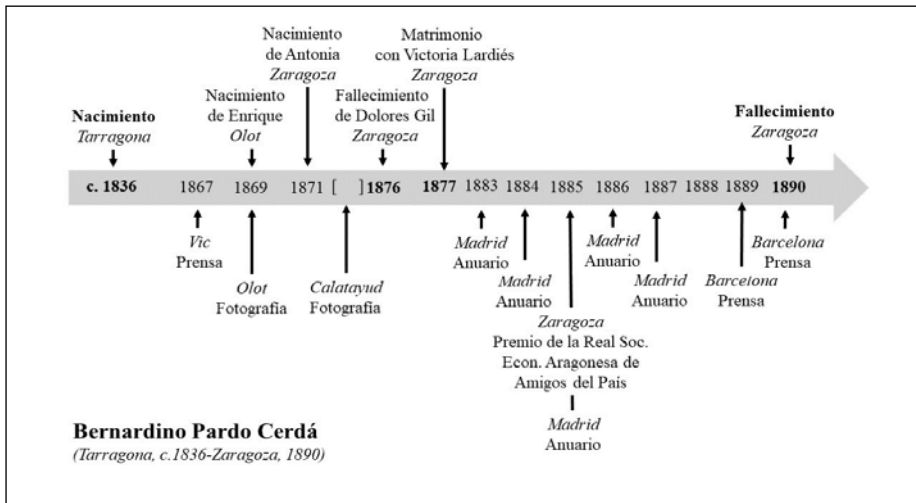 Nacimiento
de Antonia
Zaragoza
Matrimonio
con Victoria Lardiés
Zaragoza
Nacimiento
Tarragona
Nacimiento
de Enrique
Olot
Fallecimiento
de Dolores Gil
Zaragoza
Fallecimiento
Zaragoza
c. 1836 1867 1869 1871 [ ] 1876 1877 1883 1884 1885 1886 1887 1888 1889 1890
Vic
Prensa
Olot
Fotografía
Calatayud
Fotografía
Madrid
Anuario
Madrid
Anuario
Zaragoza
Premio de la Real Soc.
Econ. Aragonesa de
Amigos del País
Madrid
Anuario
Madrid
Anuario
Madrid
Anuario
Barcelona
Prensa
Barcelona
Prensa
Bernardino Pardo Cerdá
(Tarragona, c.1836-Zaragoza, 1890)